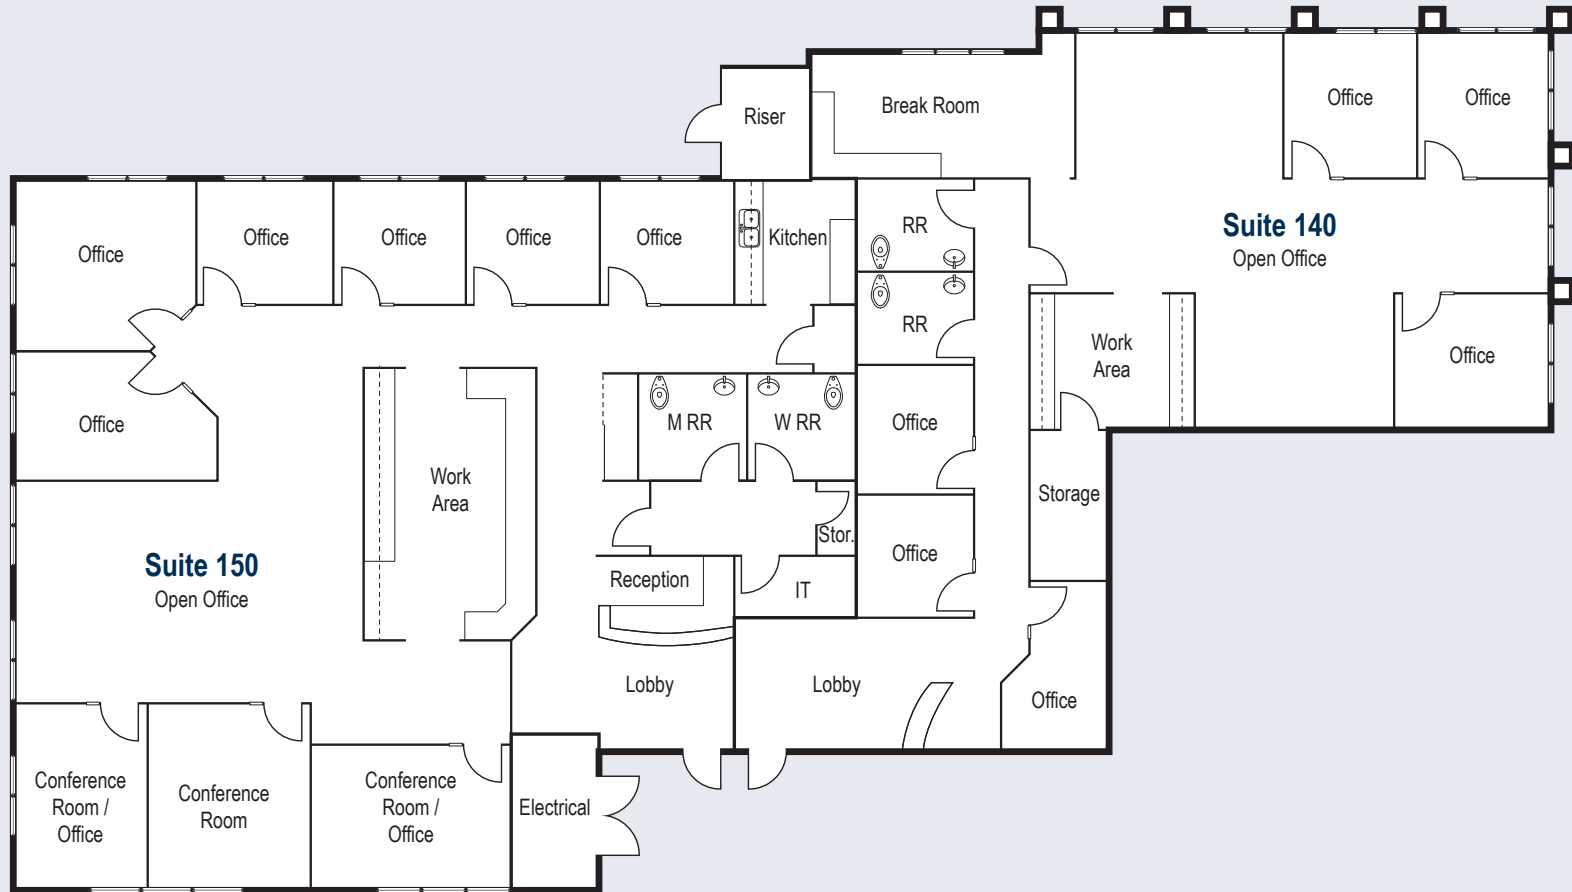 Riser
Break Room
Office
Office
Office
Office
Office
Office
Office
Kitchen
RR
Suite 140
Open Office
RR
Work
Area
Office
Office
M RR
W RR
Office
Work
Area
Storage
Stor.
Office
Suite 150
Open Office
Reception
IT
Lobby
Lobby
Office
Conference
Room /
Office
Conference
Room
Conference
Room /
Office
Electrical